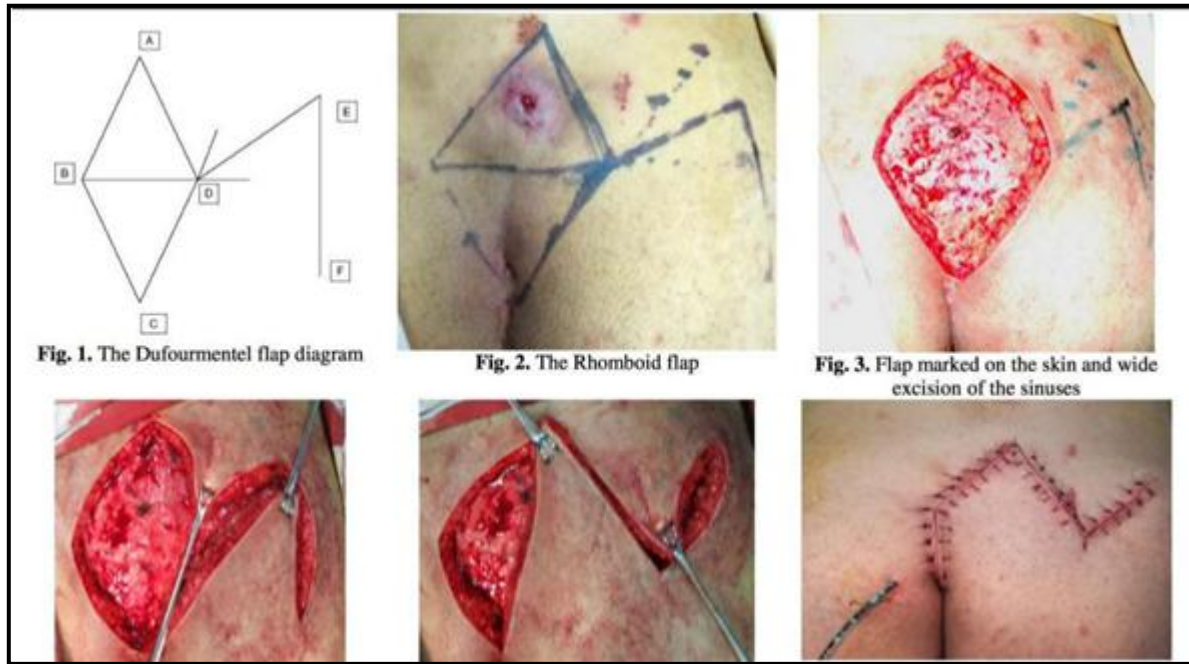 A
B
D
E
F
C
Fig. 1. The Dufourmentel flap diagram
Fig. 2. The Rhomboid flap
Fig. 3. Flap marked on the skin and wide
excision of the sinuses